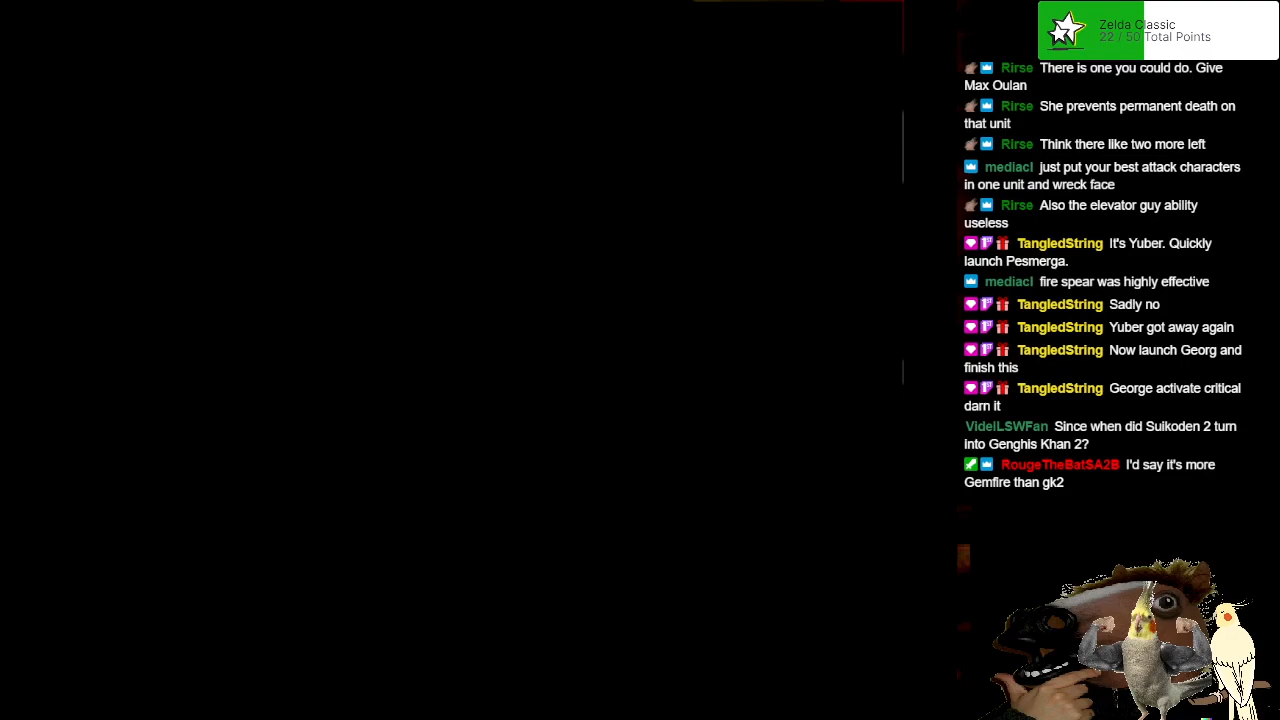 Zelda Classic
22 / 50 Total Points
Rirse There is one you could do. Give
Max Oulan
Rirse She prevents permanent death on
that unit
Rirse Think there like two more left
mediacl just put your best attack characters
in one unit and wreck face
Rirse Also the elevator guy ability
useless
TangledString It's Yuber. Quickly
launch Pesmerga.
mediacl fire spear was highly effective
TangledString Sadly no
TangledString Yuber got away again
TangledString Now launch Georg and
finish this
TangledString George activate critical
darn it
VidelLSWFan Since when did Suikoden 2 turn
into Genghis Khan 2?
RougeTheBatSA2B I'd say it's more
Gemfire than gk2